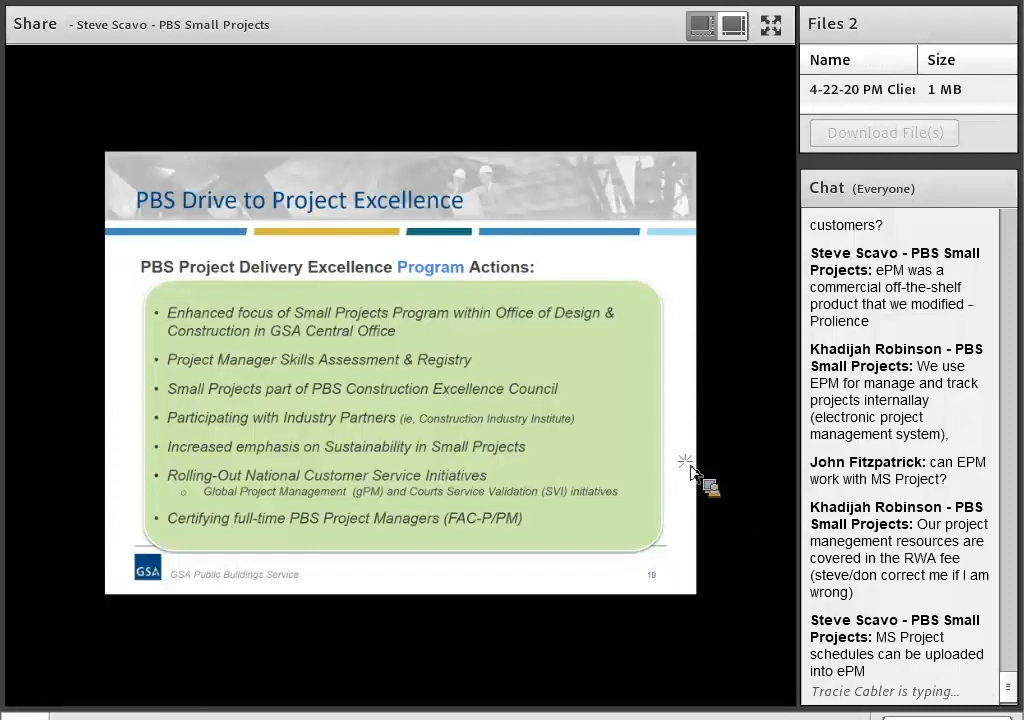 Share - Steve Scavo - PBS Small Projects
PBS Drive to Project Excellence
PBS Project Delivery Excellence Program Actions:
• Enhanced focus of Small Projects Program within Office of Design &
Construction in GSA Central Office
• Project Manager Skills Assessment & Registry
• Small Projects part of PBS Construction Excellence Council
• Participating with Industry Partners (ie, Construction Industry Institute)
• Increased emphasis on Sustainability in Small Projects
• Rolling-Out National Customer Service Initiatives
○ Global Project Management (gPM) and Courts Service Validation (SVI) initiatives
• Certifying full-time PBS Project Managers (FAC-P/PM)
GSA
GSA Public Buildings Service
19
Files 2
Name Size
4-22-20 PM Clier 1 MB
Download File(s)
Chat (Everyone)
customers?
Steve Scavo - PBS Small
Projects: ePM was a
commercial off-the-shelf
product that we modified -
Prolience
Khadijah Robinson - PBS
Small Projects: We use
EPM for manage and track
projects internallay
(electronic project
management system),
John Fitzpatrick: can EPM
work with MS Project?
Khadijah Robinson - PBS
Small Projects: Our project
manegement resources are
covered in the RWA fee
(steve/don correct me if I am
wrong)
Steve Scavo - PBS Small
Projects: MS Project
schedules can be uploaded
into ePM
Tracie Cabler is typing...